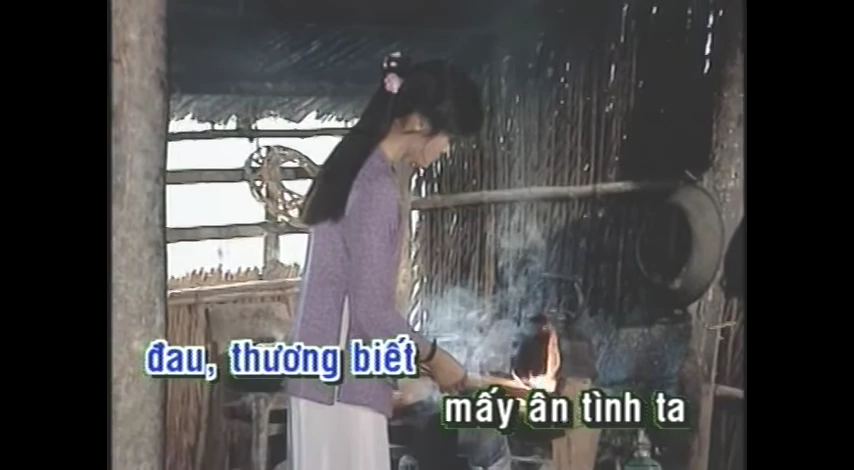 đau, thương biết
mấy ân tình ta